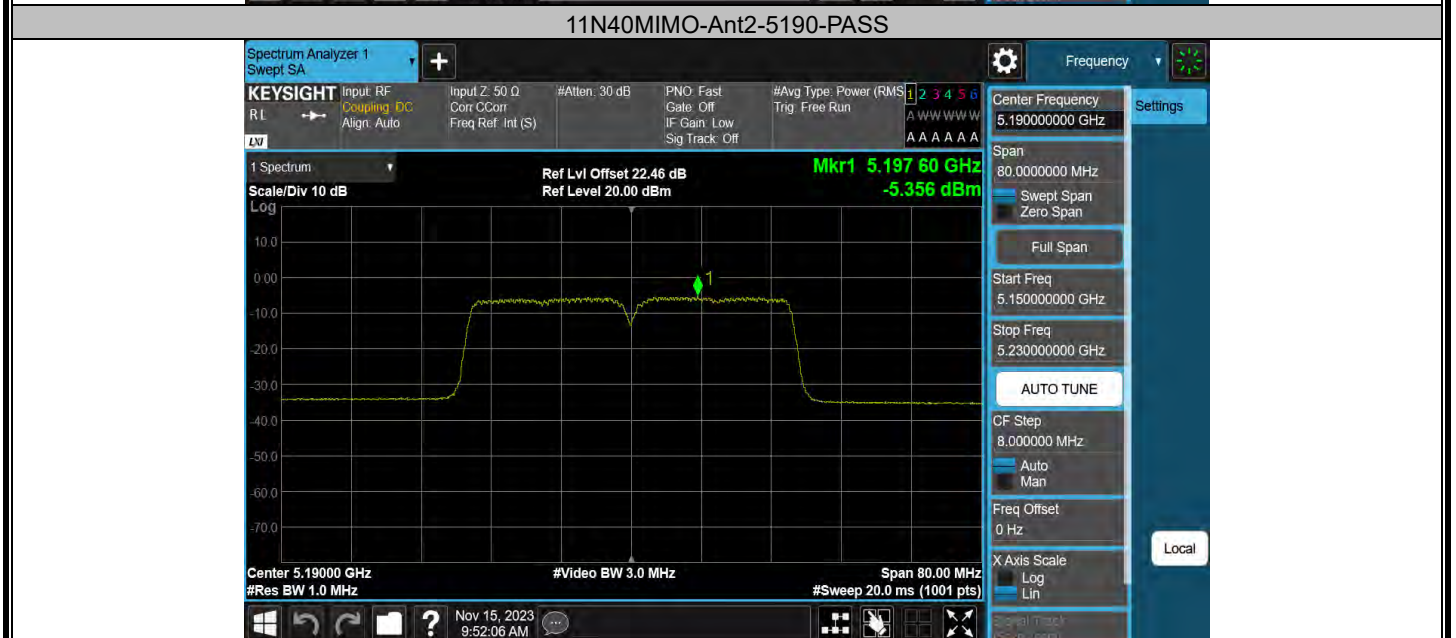 11N40MIMO-Ant2-5190-PASS
Spectrum Analyzer 1
Swept SA
+
Frequency
KEYSIGHT
RL
LXI
Input: RF
Coupling: DC
Align: Auto
Input Z: 50 Ω
Corr CCorr
Freq Ref: Int (S)
#Atten: 30 dB
PNO: Fast
Gate: Off
IF Gain: Low
Sig Track: Off
#Avg Type: Power (RMS
Trig: Free Run
1 2 3 4 5 6
A W W W W W
A A A A A A
Center Frequency
5.190000000 GHz
Settings
Span
80.0000000 MHz
Swept Span
Zero Span
Full Span
Start Freq
5.150000000 GHz
Stop Freq
5.230000000 GHz
AUTO TUNE
CF Step
8.000000 MHz
Auto
Man
Freq Offset
0 Hz
X Axis Scale
Log
Lin
Local
1 Spectrum
Scale/Div 10 dB
Log
Ref Lvl Offset 22.46 dB
Ref Level 20.00 dBm
Mkr1 5.197 60 GHz
-5.356 dBm
10.0
0.00
-10.0
-20.0
-30.0
-40.0
-50.0
-60.0
-70.0
1
Center 5.19000 GHz
#Res BW 1.0 MHz
#Video BW 3.0 MHz
Span 80.00 MHz
#Sweep 20.0 ms (1001 pts)
?
Nov 15, 2023
9:52:06 AM
Signal Track